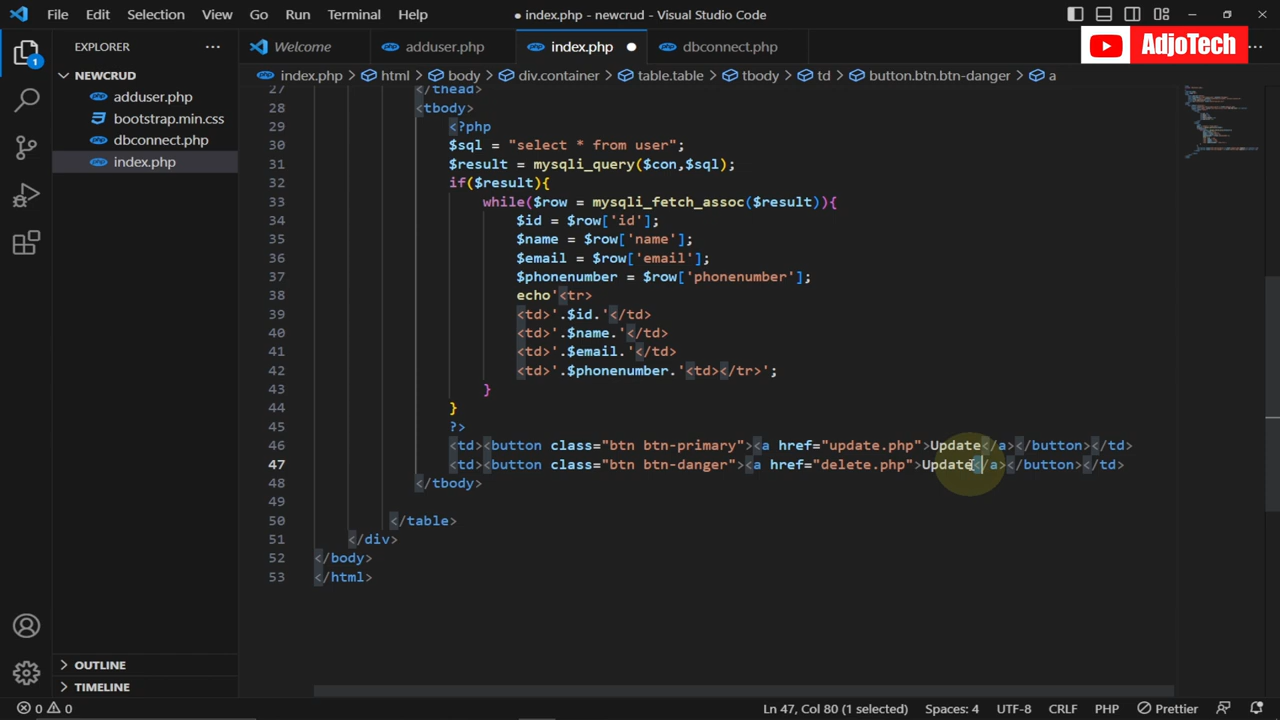 File Edit Selection View Go Run Terminal Help
● index.php - newcrud - Visual Studio Code
AdjoTech
EXPLORER
Welcome
adduser.php
index.php
dbconnect.php
index.php > html > body > div.container > table.table > tbody > td > button.btn.btn-danger > a
NEWCRUD
adduser.php
bootstrap.min.css
dbconnect.php
index.php
1
27 </thead>
28 <tbody>
29 <?php
30 $sql = "select * from user";
31 $result = mysqli_query($con,$sql);
32 if($result){
33 while($row = mysqli_fetch_assoc($result)){
34 $id = $row['id'];
35 $name = $row['name'];
36 $email = $row['email'];
37 $phonenumber = $row['phonenumber'];
38 echo'<tr>
39 <td>'.$id.'</td>
40 <td>'.$name.'</td>
41 <td>'.$email.'</td>
42 <td>'.$phonenumber.'<td></tr>';
43 }
44 }
45 ?>
46 <td><button class="btn btn-primary"><a href="update.php">Update</a></button></td>
47 <td><button class="btn btn-danger"><a href="delete.php">Update</a></button></td>
48 </tbody>
49
50 </table>
51 </div>
52 </body>
53 </html>
OUTLINE
TIMELINE
0 0
Ln 47, Col 80 (1 selected) Spaces: 4 UTF-8 CRLF PHP Prettier